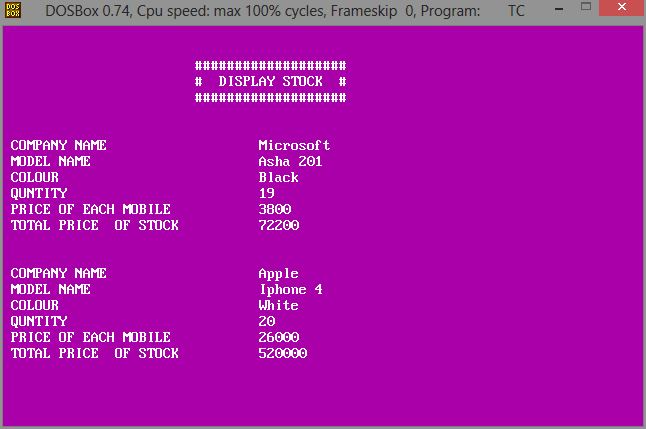 DOS
BOX
DOSBox 0.74, Cpu speed: max 100% cycles, Frameskip 0, Program: TC
###################
# DISPLAY STOCK #
###################
COMPANY NAME Microsoft
MODEL NAME Asha 201
COLOUR Black
QUNTITY 19
PRICE OF EACH MOBILE 3800
TOTAL PRICE OF STOCK 72200
COMPANY NAME Apple
MODEL NAME Iphone 4
COLOUR White
QUNTITY 20
PRICE OF EACH MOBILE 26000
TOTAL PRICE OF STOCK 520000